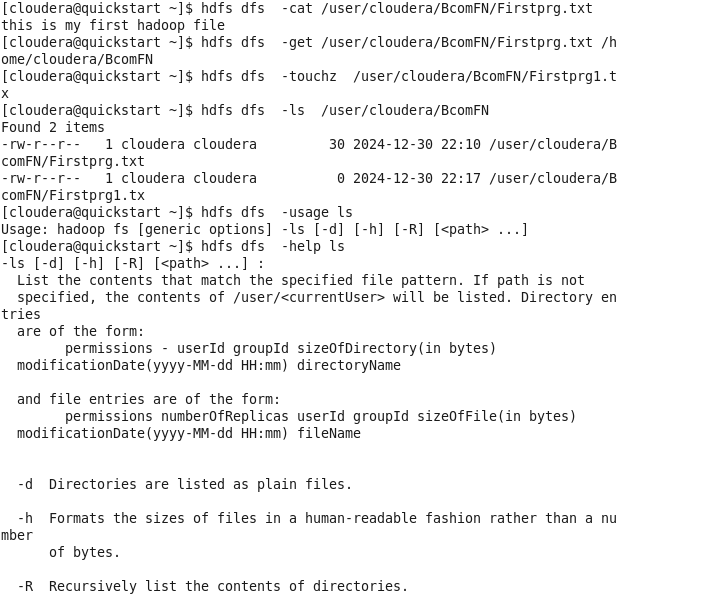 [cloudera@quickstart ~]$ hdfs dfs  -cat /user/cloudera/BcomFN/Firstprg.txt
this is my first hadoop file
[cloudera@quickstart ~]$ hdfs dfs  -get /user/cloudera/BcomFN/Firstprg.txt /h
ome/cloudera/BcomFN
[cloudera@quickstart ~]$ hdfs dfs  -touchz  /user/cloudera/BcomFN/Firstprg1.t
x
[cloudera@quickstart ~]$ hdfs dfs  -ls  /user/cloudera/BcomFN
Found 2 items
-rw-r--r--   1 cloudera cloudera         30 2024-12-30 22:10 /user/cloudera/B
comFN/Firstprg.txt
-rw-r--r--   1 cloudera cloudera          0 2024-12-30 22:17 /user/cloudera/B
comFN/Firstprg1.tx
[cloudera@quickstart ~]$ hdfs dfs  -usage ls
Usage: hadoop fs [generic options] -ls [-d] [-h] [-R] [<path> ...]
[cloudera@quickstart ~]$ hdfs dfs  -help ls
-ls [-d] [-h] [-R] [<path> ...] :
  List the contents that match the specified file pattern. If path is not
  specified, the contents of /user/<currentUser> will be listed. Directory en
tries
  are of the form:
        permissions - userId groupId sizeOfDirectory(in bytes)
  modificationDate(yyyy-MM-dd HH:mm) directoryName
  and file entries are of the form:
        permissions numberOfReplicas userId groupId sizeOfFile(in bytes)
  modificationDate(yyyy-MM-dd HH:mm) fileName
  -d  Directories are listed as plain files.
  -h  Formats the sizes of files in a human-readable fashion rather than a nu
mber
      of bytes.
  -R  Recursively list the contents of directories.